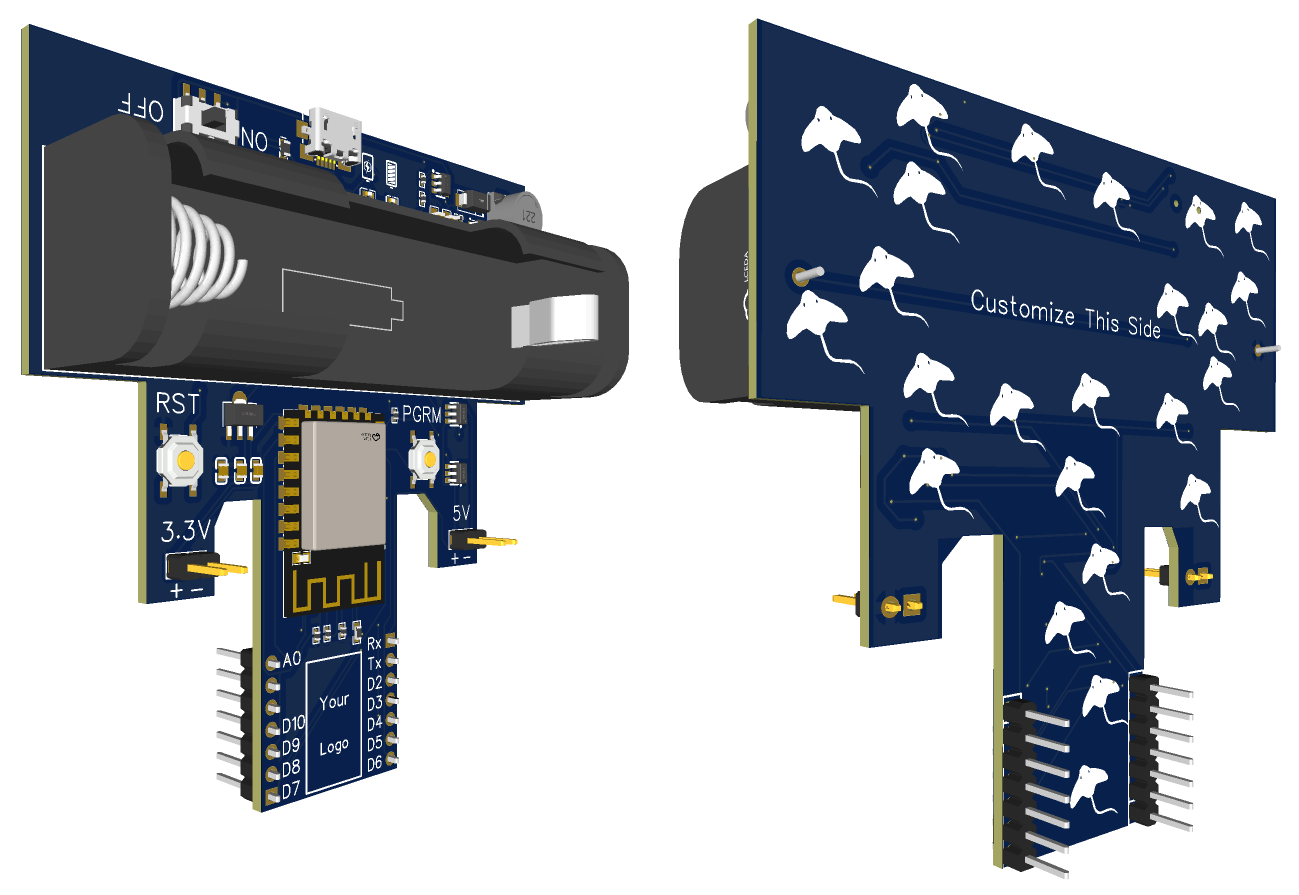 OFF
ON
221
RST
PGRM
3.3V
5V
+ -
+ -
A0
D10
D9
D8
D7
Rx
Tx
D2
D3
D4
D5
D6
Your
Logo
LCEDA
Customize This Side